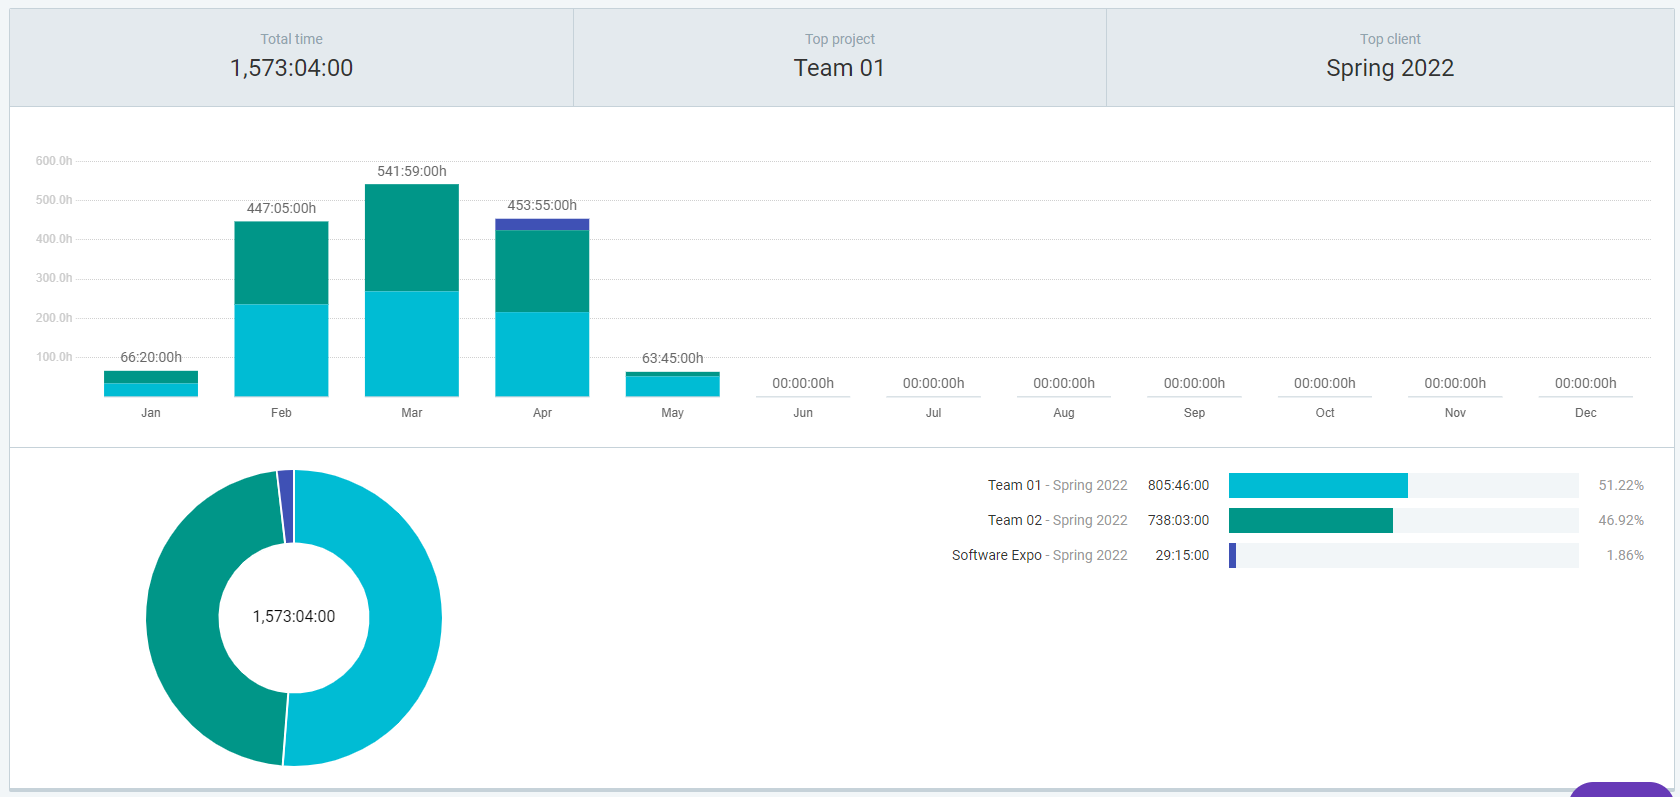 Total time
1,573:04:00
Top project
Team 01
Top client
Spring 2022
600.0h
500.0h
400.0h
300.0h
200.0h
100.0h
66:20:00h
447:05:00h
541:59:00h
453:55:00h
63:45:00h
00:00:00h
00:00:00h
00:00:00h
00:00:00h
00:00:00h
00:00:00h
00:00:00h
Jan
Feb
Mar
Apr
May
Jun
Jul
Aug
Sep
Oct
Nov
Dec
1,573:04:00
Team 01 - Spring 2022 805:46:00 51.22%
Team 02 - Spring 2022 738:03:00 46.92%
Software Expo - Spring 2022 29:15:00 1.86%